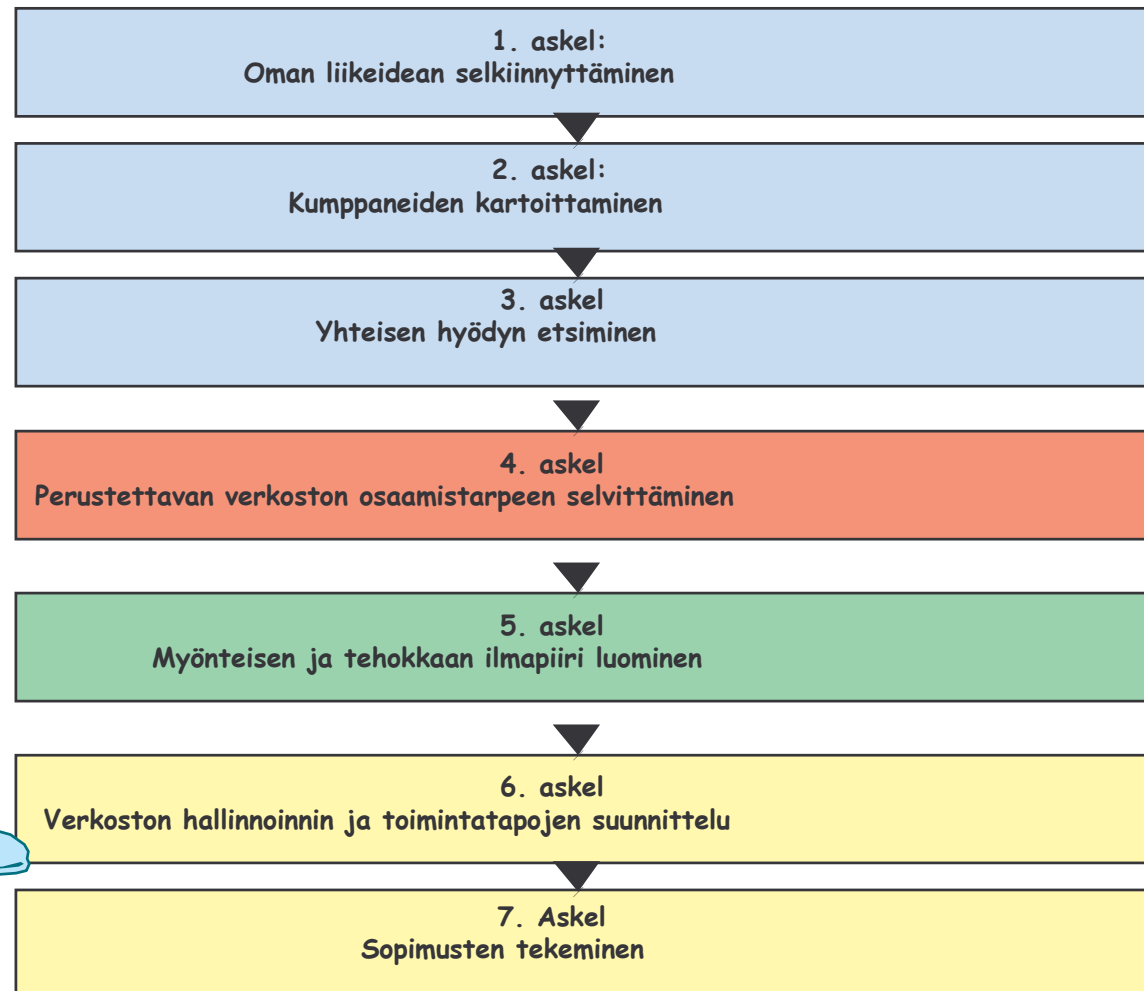 1. askel:
Oman liikeidean selkiinnyttäminen
2. askel:
Kumppaneiden kartoittaminen
3. askel
Yhteisen hyödyn etsiminen
4. askel
Perustettavan verkoston osaamistarpeen selvittäminen
5. askel
Myönteisen ja tehokkaan ilmapiiri luominen
6. askel
Verkoston hallinnoinnin ja toimintatapojen suunnittelu
7. Askel
Sopimusten tekeminen